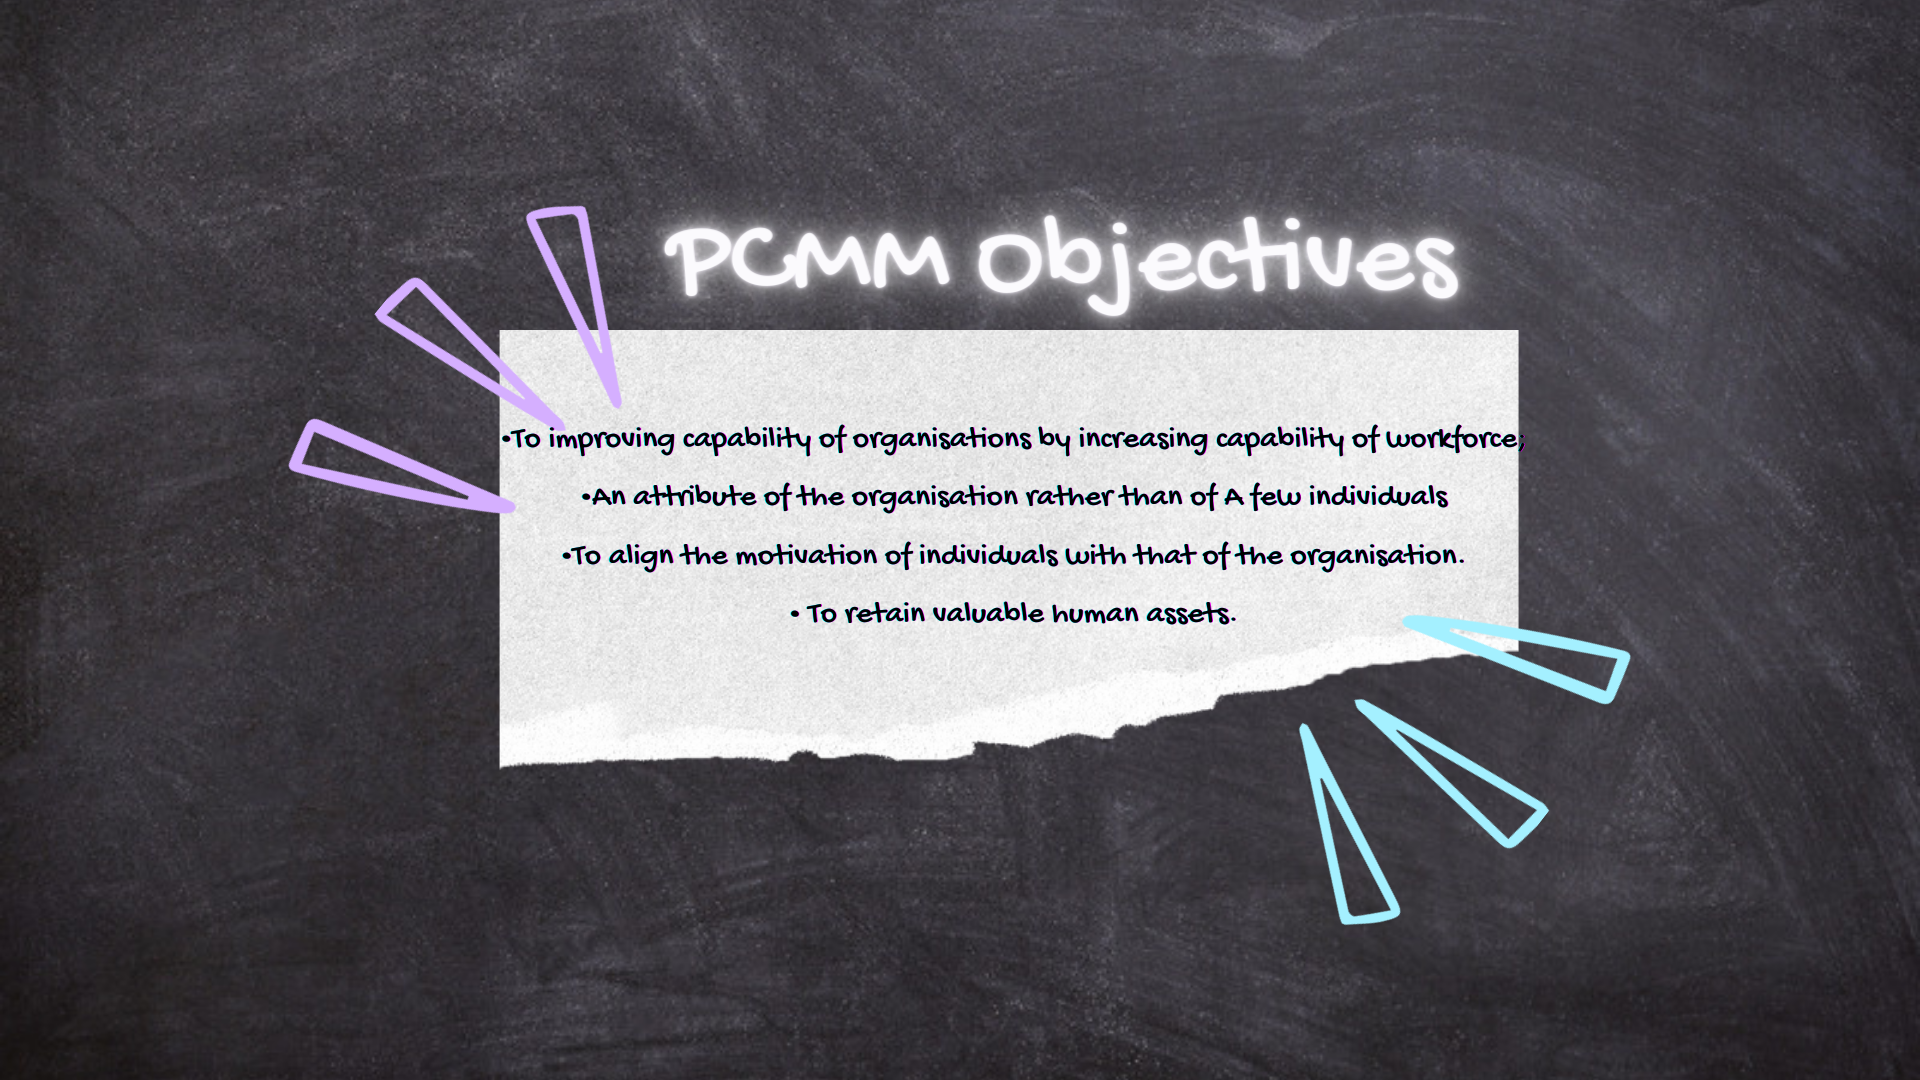 PCMM Objectives
•To improving capability of organisations by increasing capability of workforce;
•An attribute of the organisation rather than of A few individuals
•To align the motivation of individuals with that of the organisation.
• To retain valuable human assets.